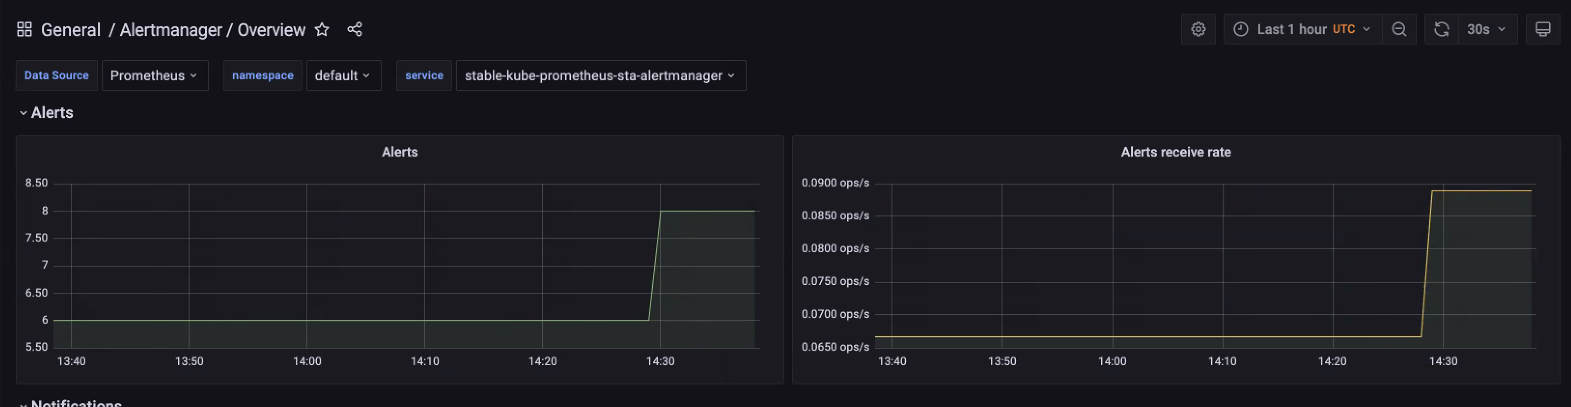 General / Alertmanager / Overview
Last 1 hour UTC
30s
Data Source Prometheus namespace default service stable-kube-prometheus-sta-alertmanager
Alerts
Alerts
8.50
8
7.50
7
6.50
6
5.50
13:40 13:50 14:00 14:10 14:20 14:30
Alerts receive rate
0.0900 ops/s
0.0850 ops/s
0.0800 ops/s
0.0750 ops/s
0.0700 ops/s
0.0650 ops/s
13:40 13:50 14:00 14:10 14:20 14:30
Notifications